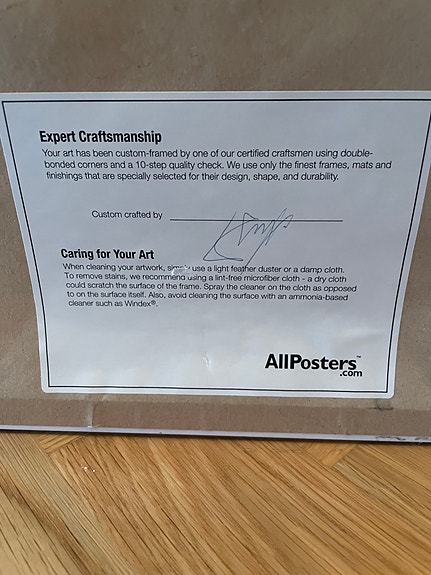 Expert Craftsmanship
Your art has been custom-framed by one of our certified craftsmen using double-
bonded corners and a 10-step quality check. We use only the finest frames, mats and
finishings that are specially selected for their design, shape, and durability.
Custom crafted by
Caring for Your Art
When cleaning your artwork, simply use a light feather duster or a damp cloth.
To remove stains, we recommend using a lint-free microfiber cloth - a dry cloth
could scratch the surface of the frame. Spray the cleaner on the cloth as opposed
to on the surface itself. Also, avoid cleaning the surface with an ammonia-based
cleaner such as Windex®.
AllPosters™
.com